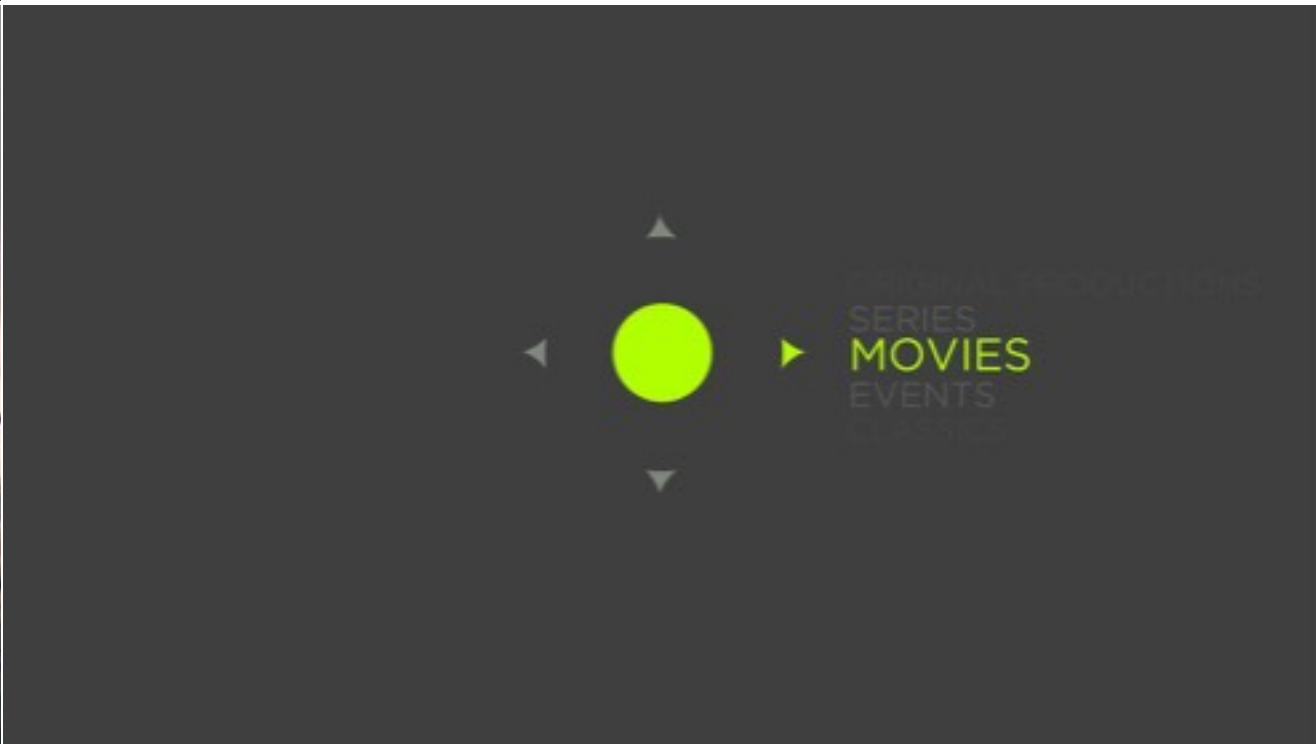 ORIGINAL PRODUCTIONS
SERIES
MOVIES
EVENTS
CLASSICS